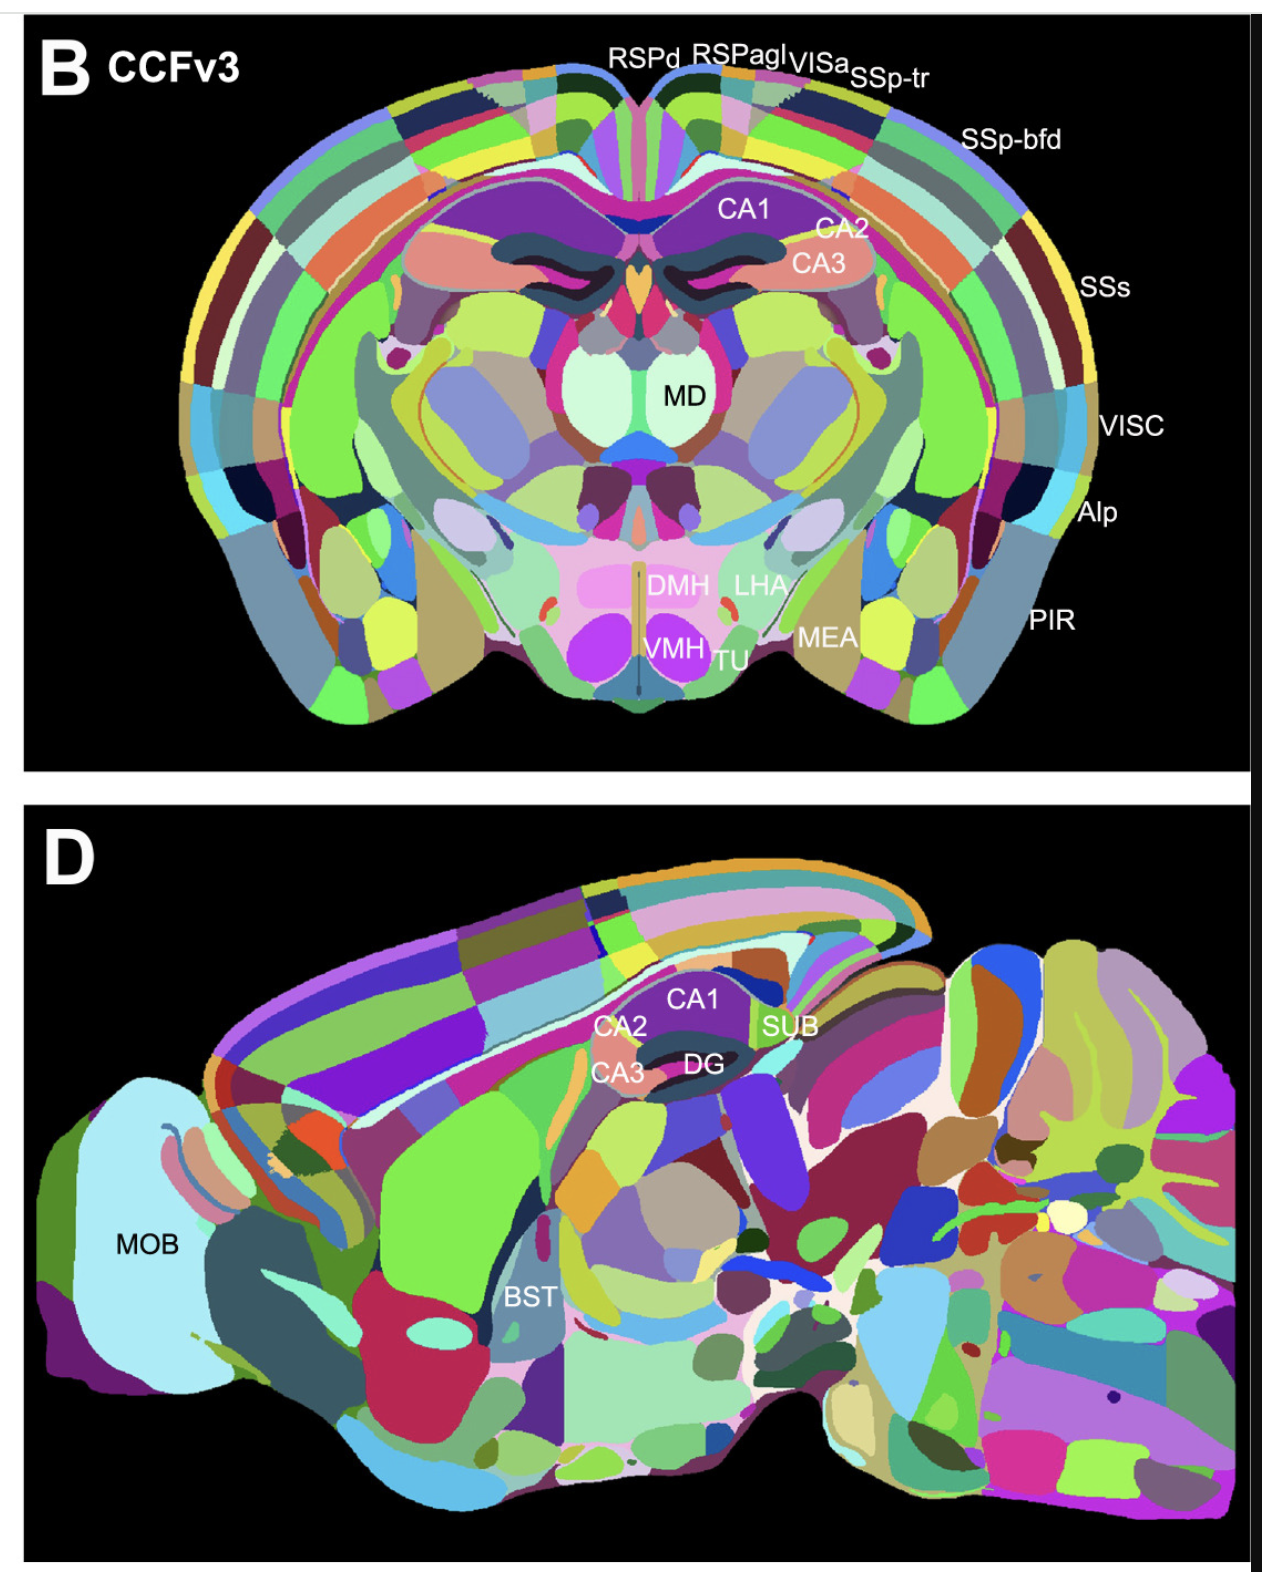 B CCFv3
RSPd RSPagl VISa SSp-tr
SSp-bfd
CA1
CA2
CA3
SSs
MD
VISC
Alp
DMH LHA
PIR
VMH TU MEA
D
CA1
CA2 SUB
CA3 DG
MOB
BST